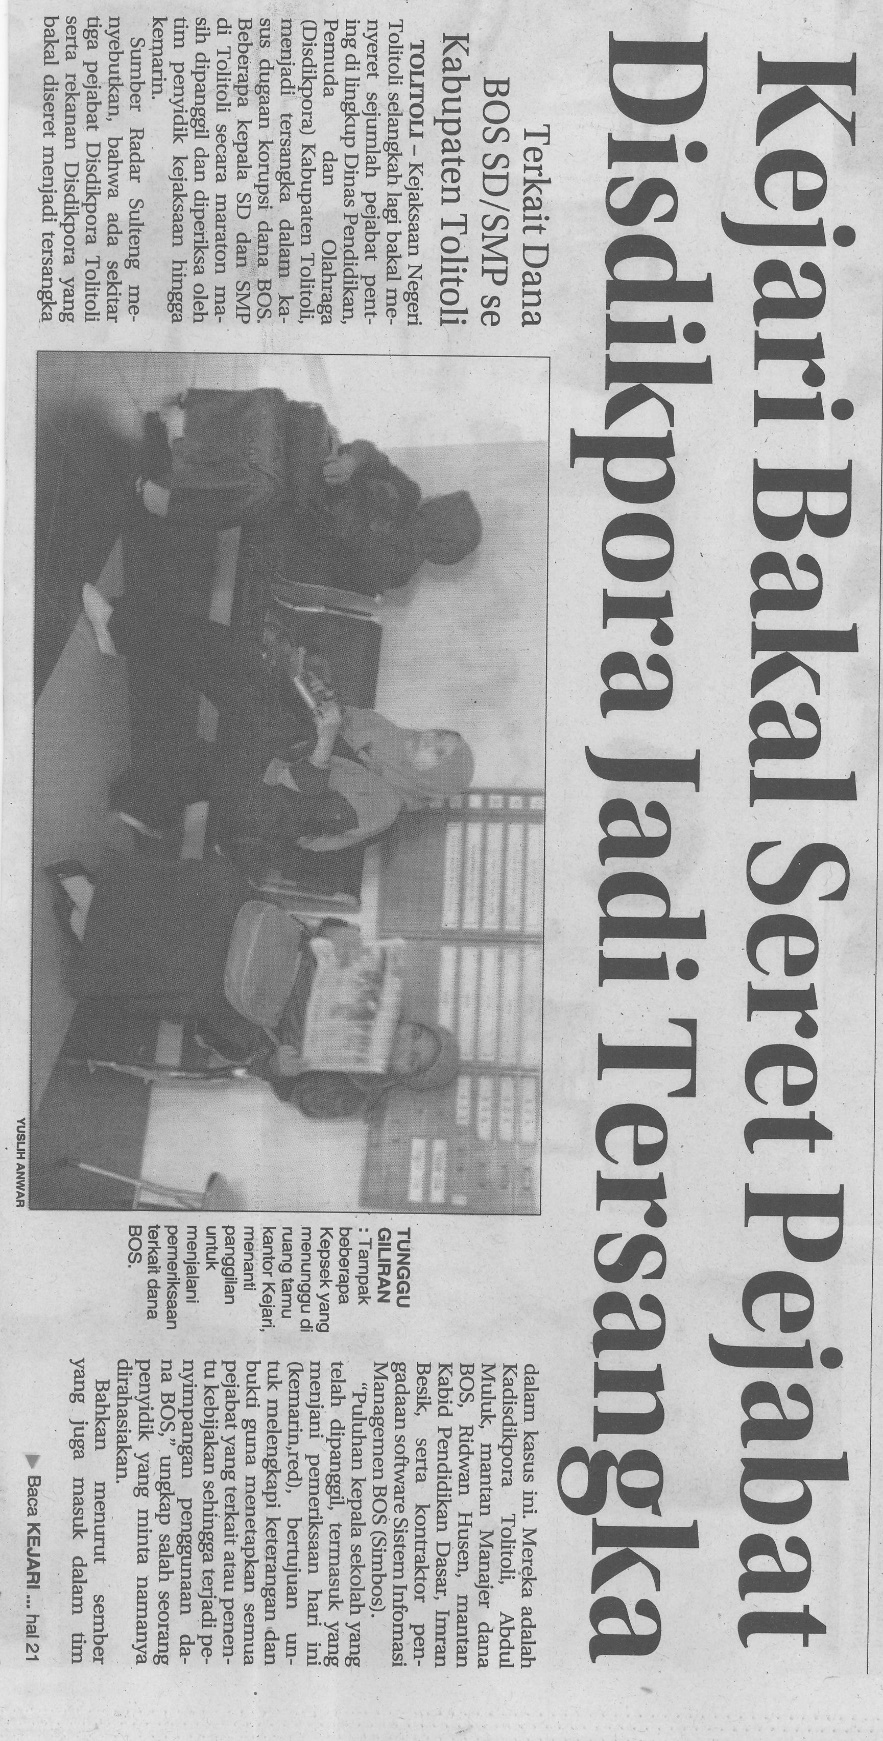 Kejari Bakal Seret Pejabat
Disdikpora Jadi Tersangka
Terkait Dana
BOS SD/SMP se
Kabupaten Tolitoli
TOLITOLI – Kejaksaan Negeri
Tolitoli selangkah lagi bakal me-
nyeret sejumlah pejabat pent-
ing di lingkup Dinas Pendidikan,
Pemuda dan Olahraga
(Disdikpora) Kabupaten Tolitoli,
menjadi tersangka dalam ka-
sus dugaan korupsi dana BOS.
Beberapa kepala SD dan SMP
di Tolitoli secara maraton ma-
sih dipanggil dan diperiksa oleh
tim penyidik kejaksaan hingga
kemarin.
Sumber Radar Sulteng me-
nyebutkan, bahwa ada sekitar
tiga pejabat Disdikpora Tolitoli
serta rekanan Disdikpora yang
bakal diseret menjadi tersangka
YUSLIH ANWAR
TUNGGU
GILIRAN
: Tampak
beberapa
Kepsek yang
menunggu di
ruang tamu
kantor Kejari,
menanti
panggilan
untuk
menjalani
pemeriksaan
terkait dana
BOS.
dalam kasus ini. Mereka adalah
Kadisdikpora Tolitoli, Abdul
Muluk, mantan Manajer dana
BOS, Ridwan Husen, mantan
Kabid Pendidikan Dasar, Imran
Besik, serta kontraktor pen-
gadaan software Sistem Infomasi
Managemen BOS (Simbos).
“Puluhan kepala sekolah yang
telah dipanggil, termasuk yang
menjani pemeriksaan hari ini
(kemarin,red), bertujuan un-
tuk melengkapi keterangan dan
bukti guna menetapkan semua
pejabat yang terkait atau penen-
tu kebijakan sehingga terjadi pe-
nyimpangan penggunaan da-
na BOS,” ungkap salah seorang
penyidik yang minta namanya
dirahasiakan.
Bahkan menurut sember
yang juga masuk dalam tim
▶ Baca KEJARI ... hal 21